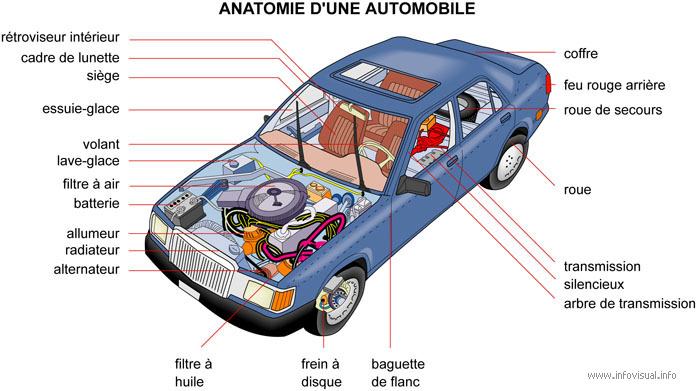 ANATOMIE D'UNE AUTOMOBILE
rétroviseur intérieur
cadre de lunette
siège
essuie-glace
volant
lave-glace
filtre à air
batterie
allumeur
radiateur
alternateur
filtre à
huile
frein à
disque
baguette
de flanc
coffre
feu rouge arrière
roue de secours
roue
transmission
silencieux
arbre de transmission
www.infovisual.info